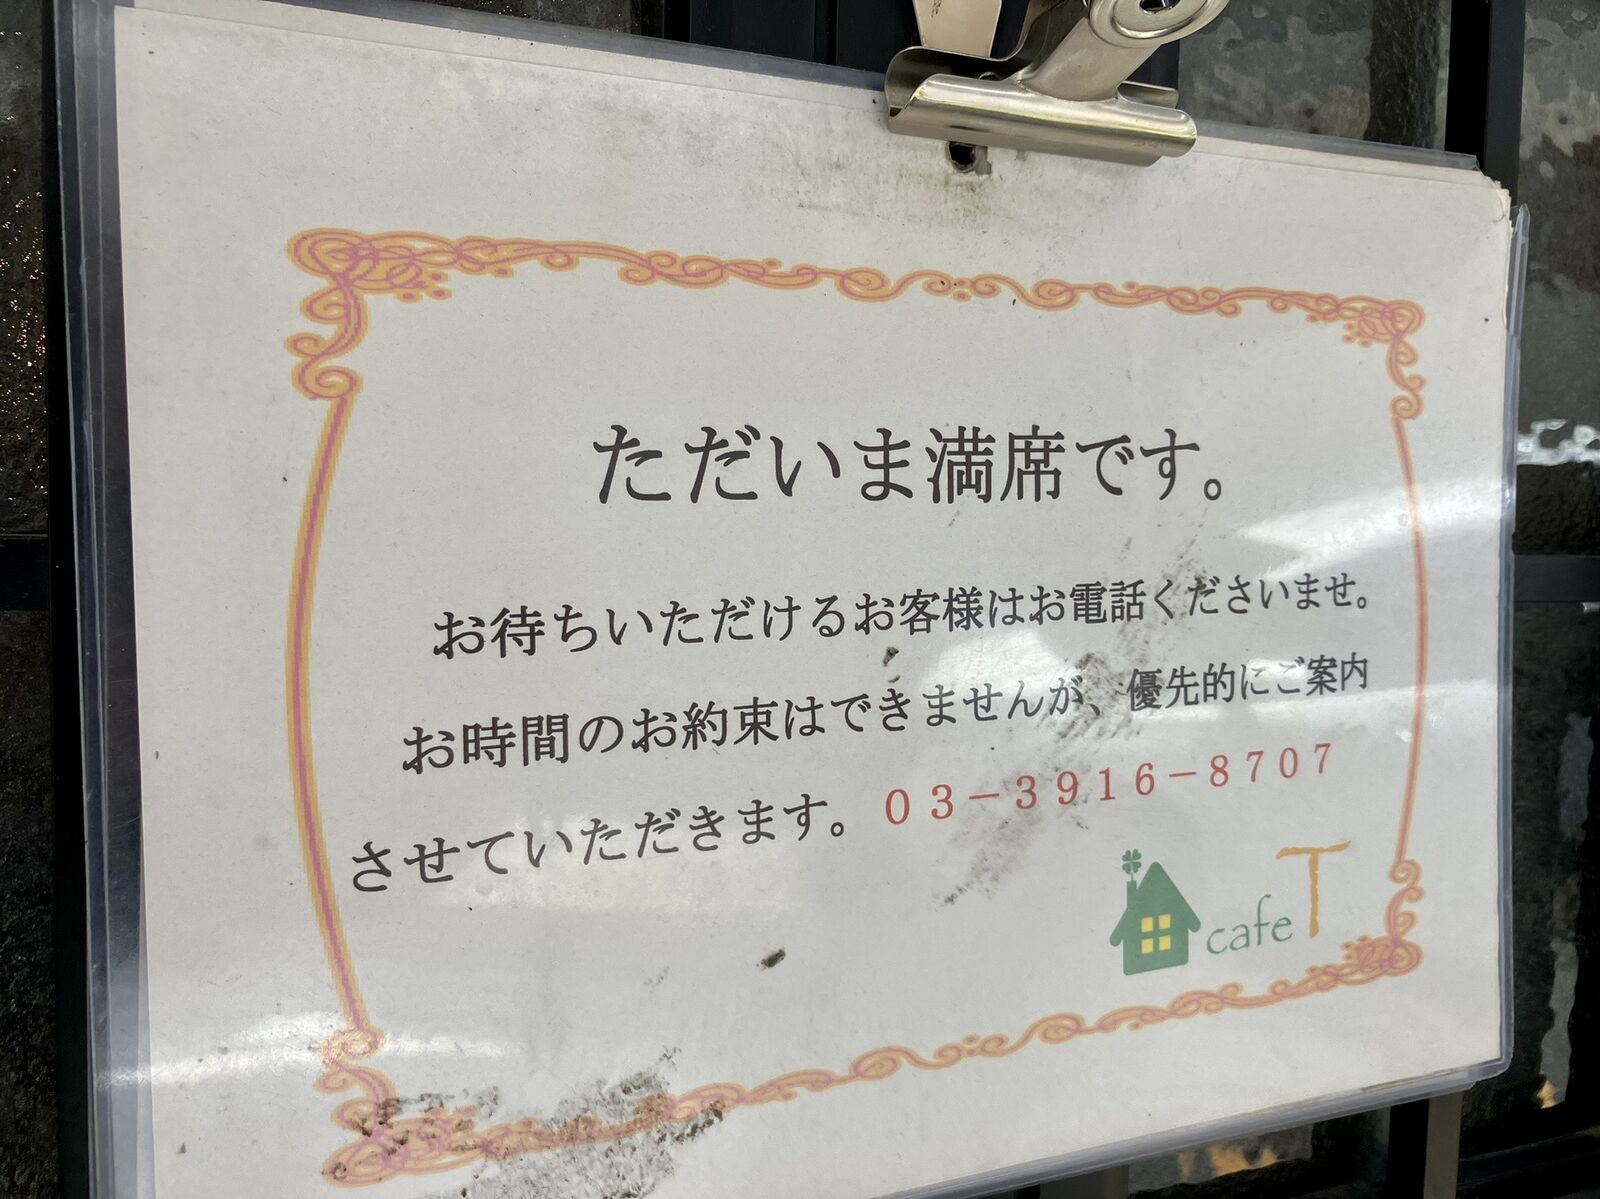 ただいま満席です。
お待ちいただけるお客様はお電話くださいませ。
お時間のお約束はできませんが、優先的にご案内
させていただきます。03－3916－8707
cafe T